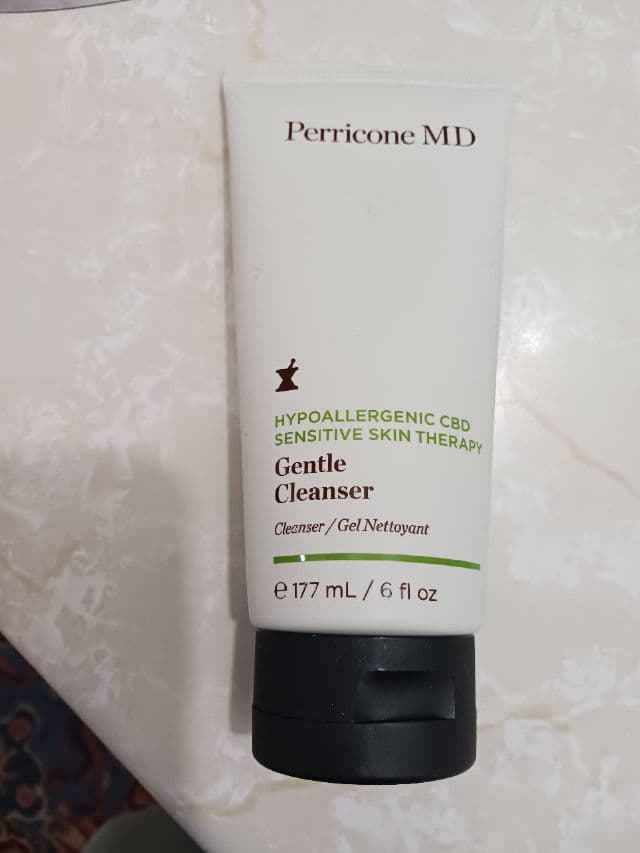 Perricone MD
HYPOALLERGENIC CBD
SENSITIVE SKIN THERAPY
Gentle
Cleanser
Cleanser / Gel Nettoyant
℮ 177 mL / 6 fl oz